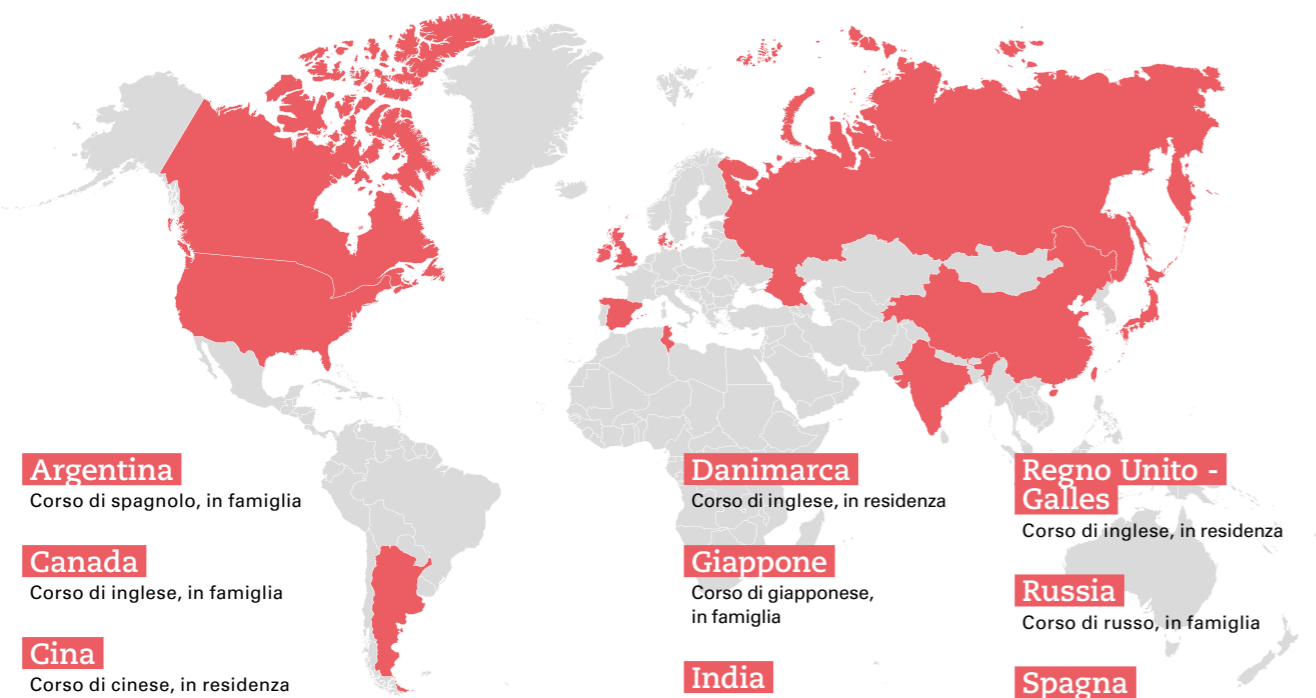 Argentina
Corso di spagnolo, in famiglia
Canada
Corso di inglese, in famiglia
Cina
Corso di cinese, in residenza
Danimarca
Corso di inglese, in residenza
Giappone
Corso di giapponese,
in famiglia
India
Regno Unito -
Galles
Corso di inglese, in residenza
Russia
Corso di russo, in famiglia
Spagna